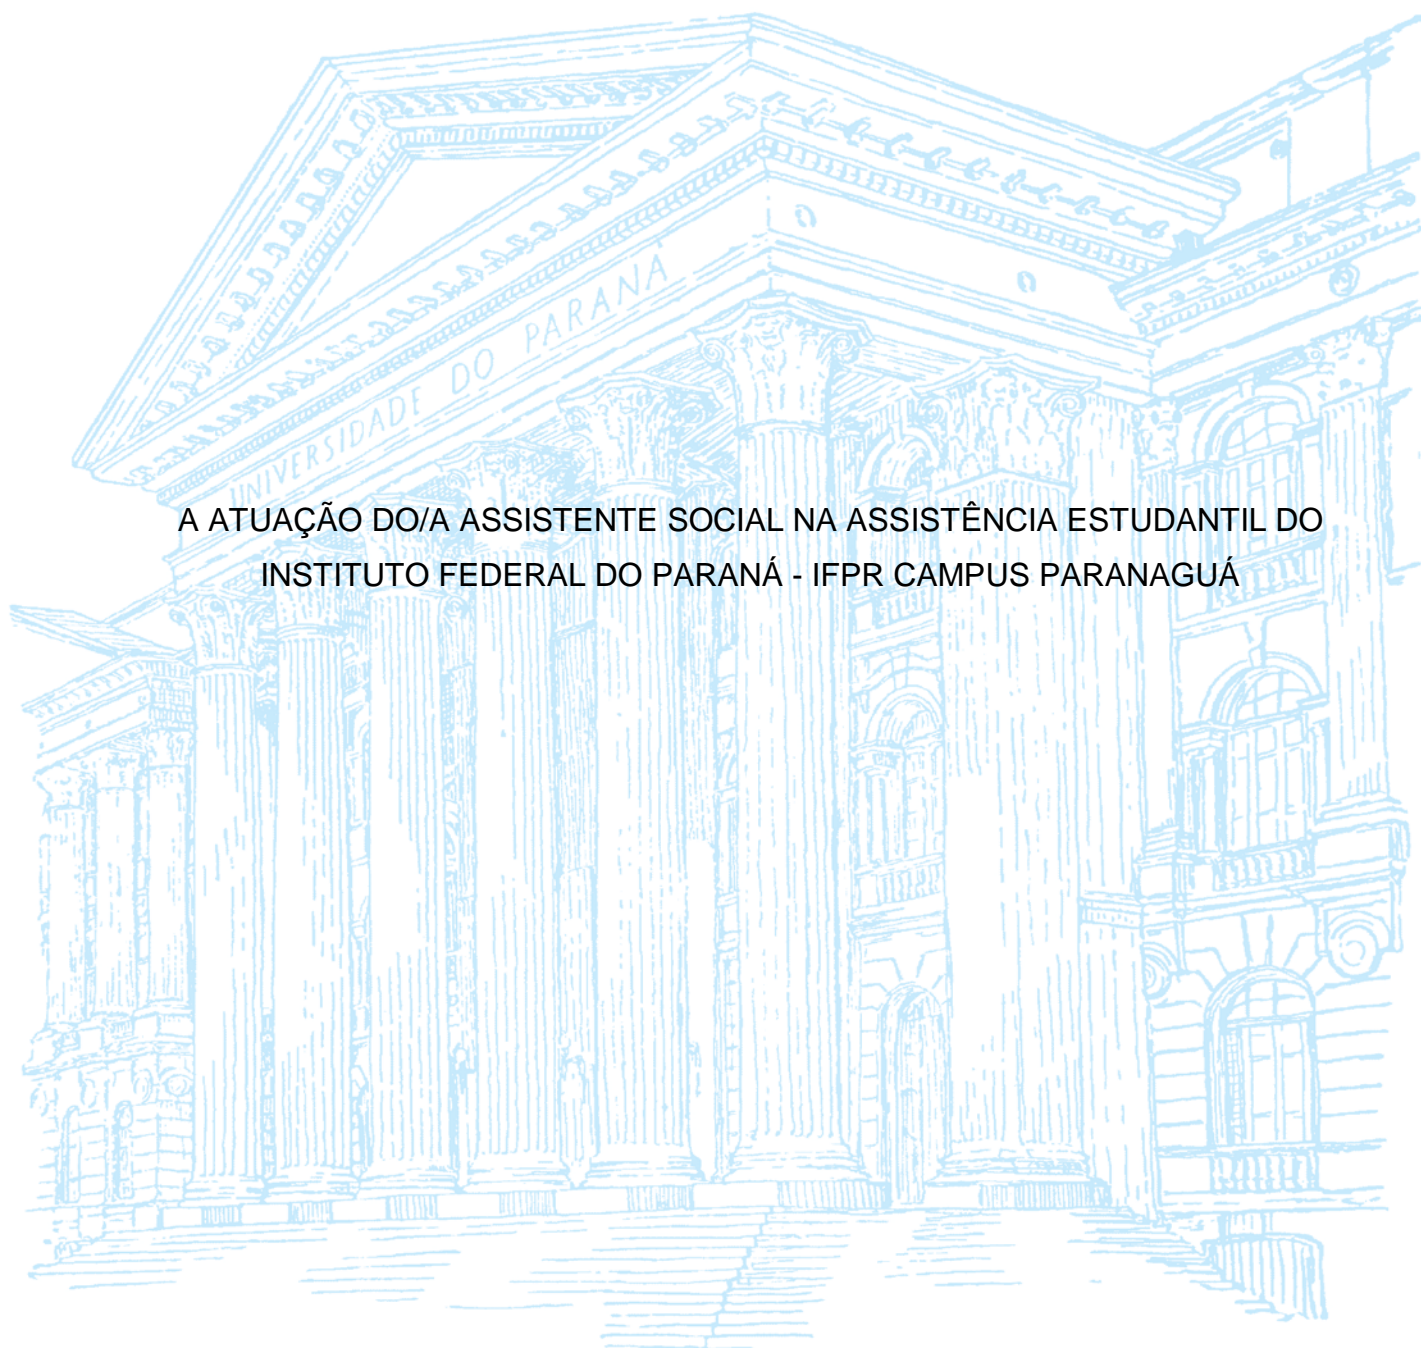 UNIVERSIDADE DO PARANÁ
A ATUAÇÃO DO/A ASSISTENTE SOCIAL NA ASSISTÊNCIA ESTUDANTIL DO
INSTITUTO FEDERAL DO PARANÁ - IFPR CAMPUS PARANAGUÁ